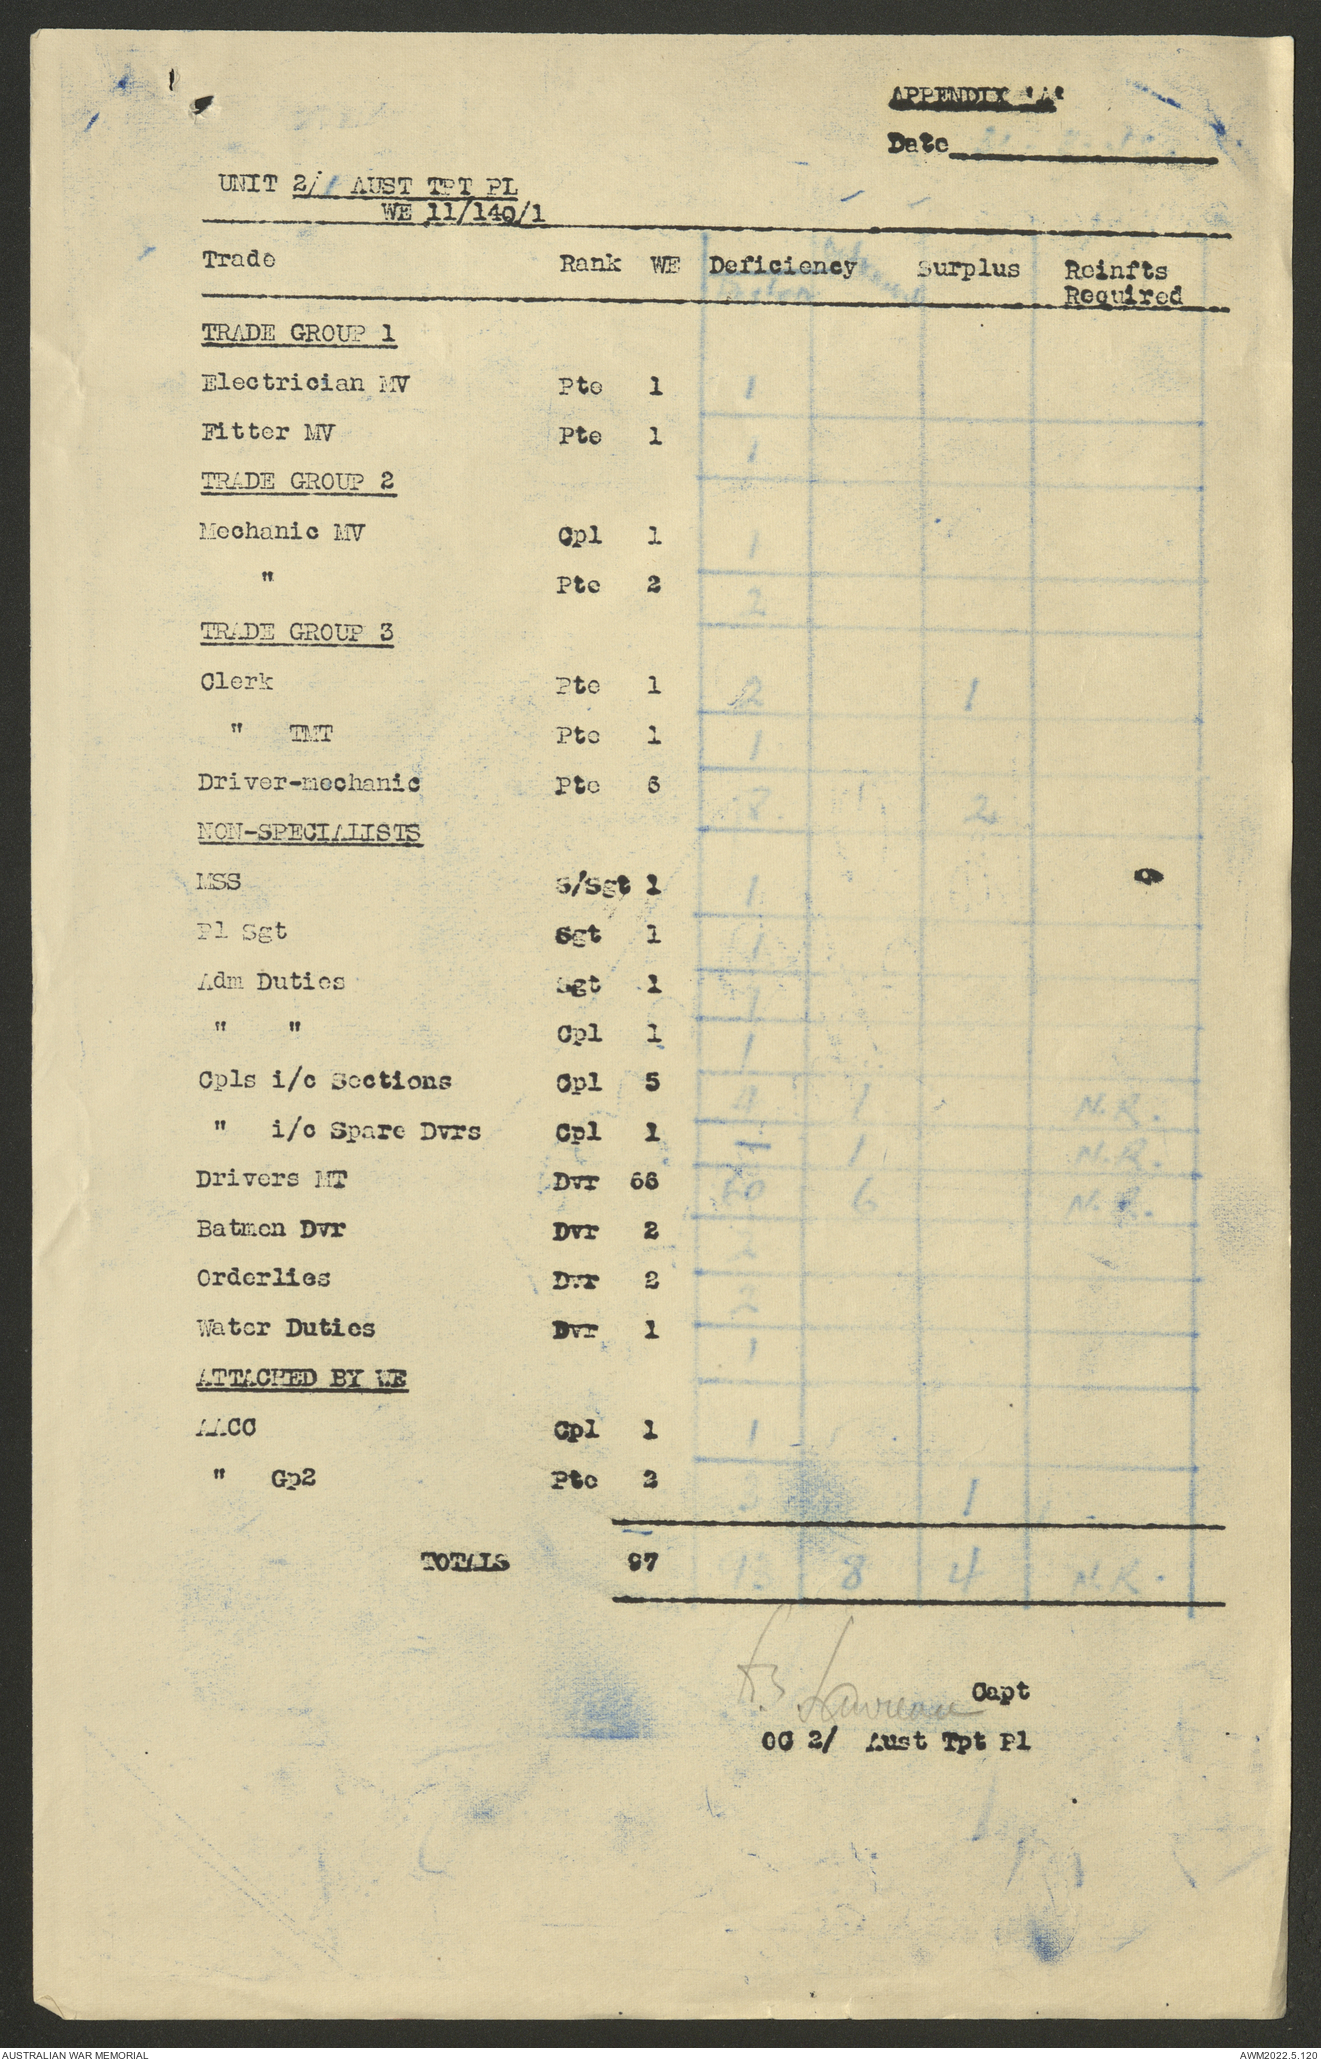 APPENDIX 'A'
Date
UNIT 2/1 AUST TPT PL
WE 11/140/1
Trade Rank WE Deficiency Surplus Reinfts
Required
TRADE GROUP 1
Electrician MV Pte 1 1
Fitter MV Pte 1 1
TRADE GROUP 2
Mechanic MV Cpl 1 1
" Pte 2 2
TRADE GROUP 3
Clerk Pte 1 2 1
" TMT Pte 1 1
Driver-mechanic Pte 6 8 2
NON-SPECIALISTS
MSS S/Sgt 1 1
Pl Sgt Sgt 1 1
Adm Duties Sgt 1 1
" " Cpl 1 1
Cpls i/c Sections Cpl 5 4 1 N.R.
" i/c Spare Dvrs Cpl 1 1 N.R.
Drivers MT Dvr 66 60 6 N.R.
Batmen Dvr Dvr 2 2
Orderlies Dvr 2 2
Water Duties Dvr 1 1
ATTACHED BY WE
AACC Cpl 1 1
" Gp2 Pte 2 3 1
TOTALS 97 93 8 4 N.R.
Capt
OC 2/ Aust Tpt Pl
AUSTRALIAN WAR MEMORIAL AWM2022.5.120